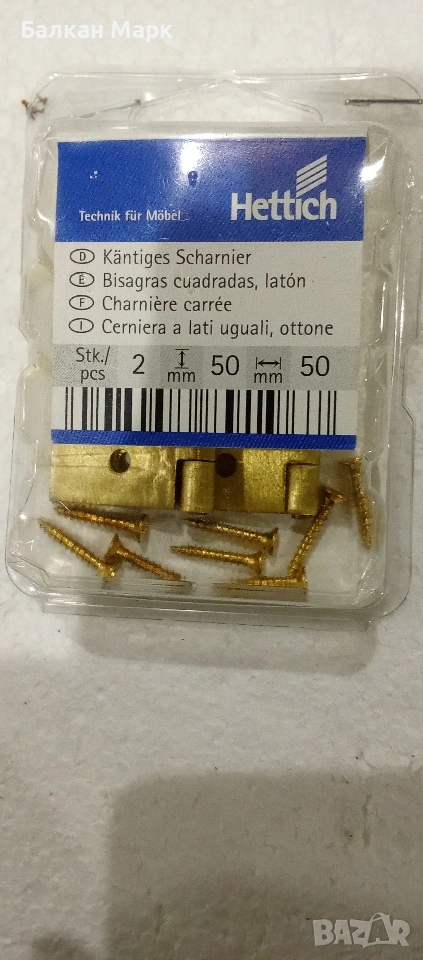 Балкан Марк
Technik für Möbel
Hettich
D Käntiges Scharnier
E Bisagras cuadradas, latón
F Charnière carrée
I Cerniera a lati uguali, ottone
Stk./pcs 2 mm 50 mm 50
BAZAR